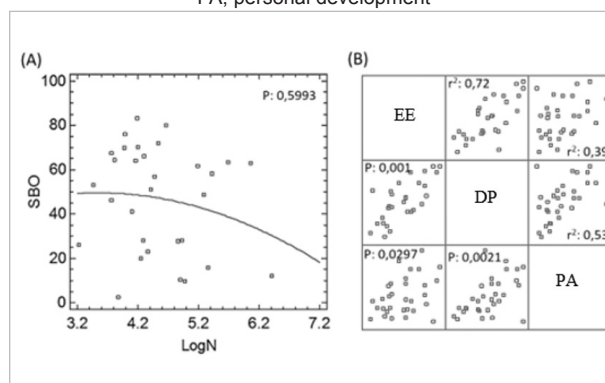 PA, personal development
(A)
P: 0,5993
100
80
60
40
20
0
SBO
3.2 4.2 5.2 6.2 7.2
LogN
(B)
EE
r²: 0,72
r²: 0,39
P: 0,001
DP
r²: 0,53
P: 0,0297
P: 0,0021
PA